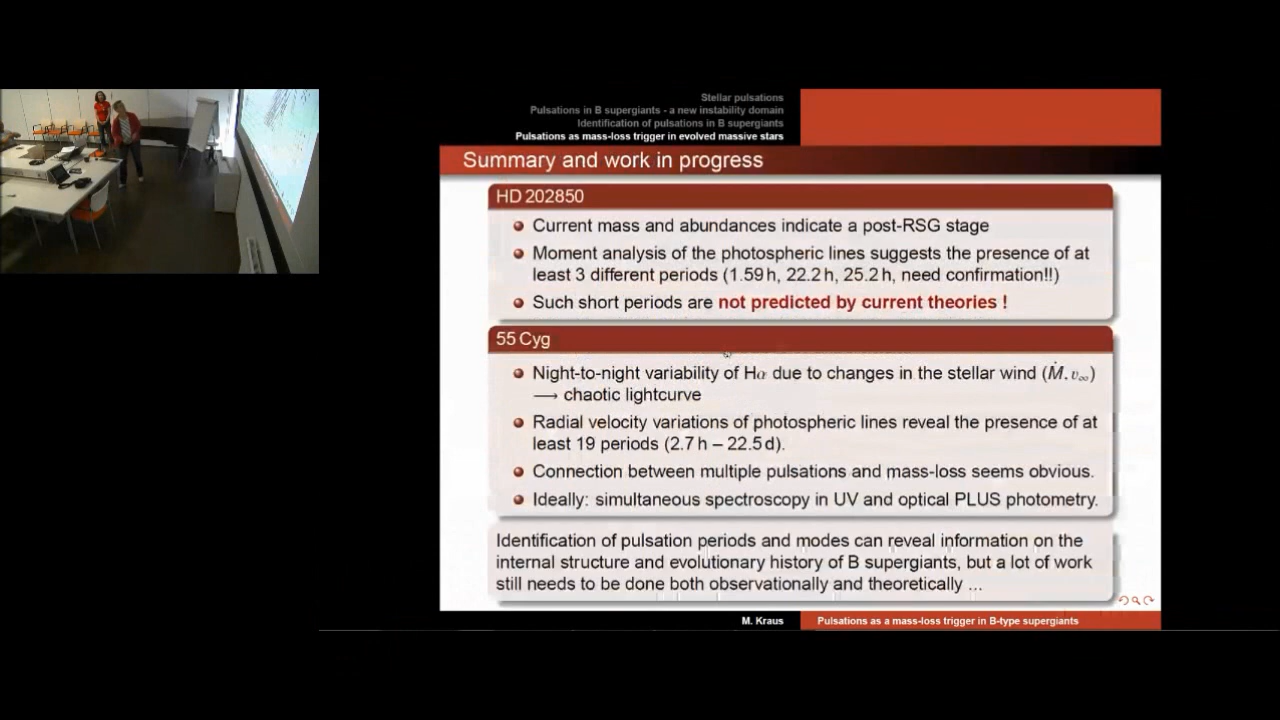 Stellar pulsations
Pulsations in B supergiants - a new instability domain
Identification of pulsations in B supergiants
Pulsations as mass-loss trigger in evolved massive stars
Summary and work in progress
HD 202850
Current mass and abundances indicate a post-RSG stage
Moment analysis of the photospheric lines suggests the presence of at
least 3 different periods (1.59 h, 22.2 h, 25.2 h, need confirmation!!)
Such short periods are not predicted by current theories !
55 Cyg
Night-to-night variability of Hα due to changes in the stellar wind (Ṁ, v∞)
⟶ chaotic lightcurve
Radial velocity variations of photospheric lines reveal the presence of at
least 19 periods (2.7 h – 22.5 d).
Connection between multiple pulsations and mass-loss seems obvious.
Ideally: simultaneous spectroscopy in UV and optical PLUS photometry.
Identification of pulsation periods and modes can reveal information on the
internal structure and evolutionary history of B supergiants, but a lot of work
still needs to be done both observationally and theoretically ...
M. Kraus
Pulsations as a mass-loss trigger in B-type supergiants